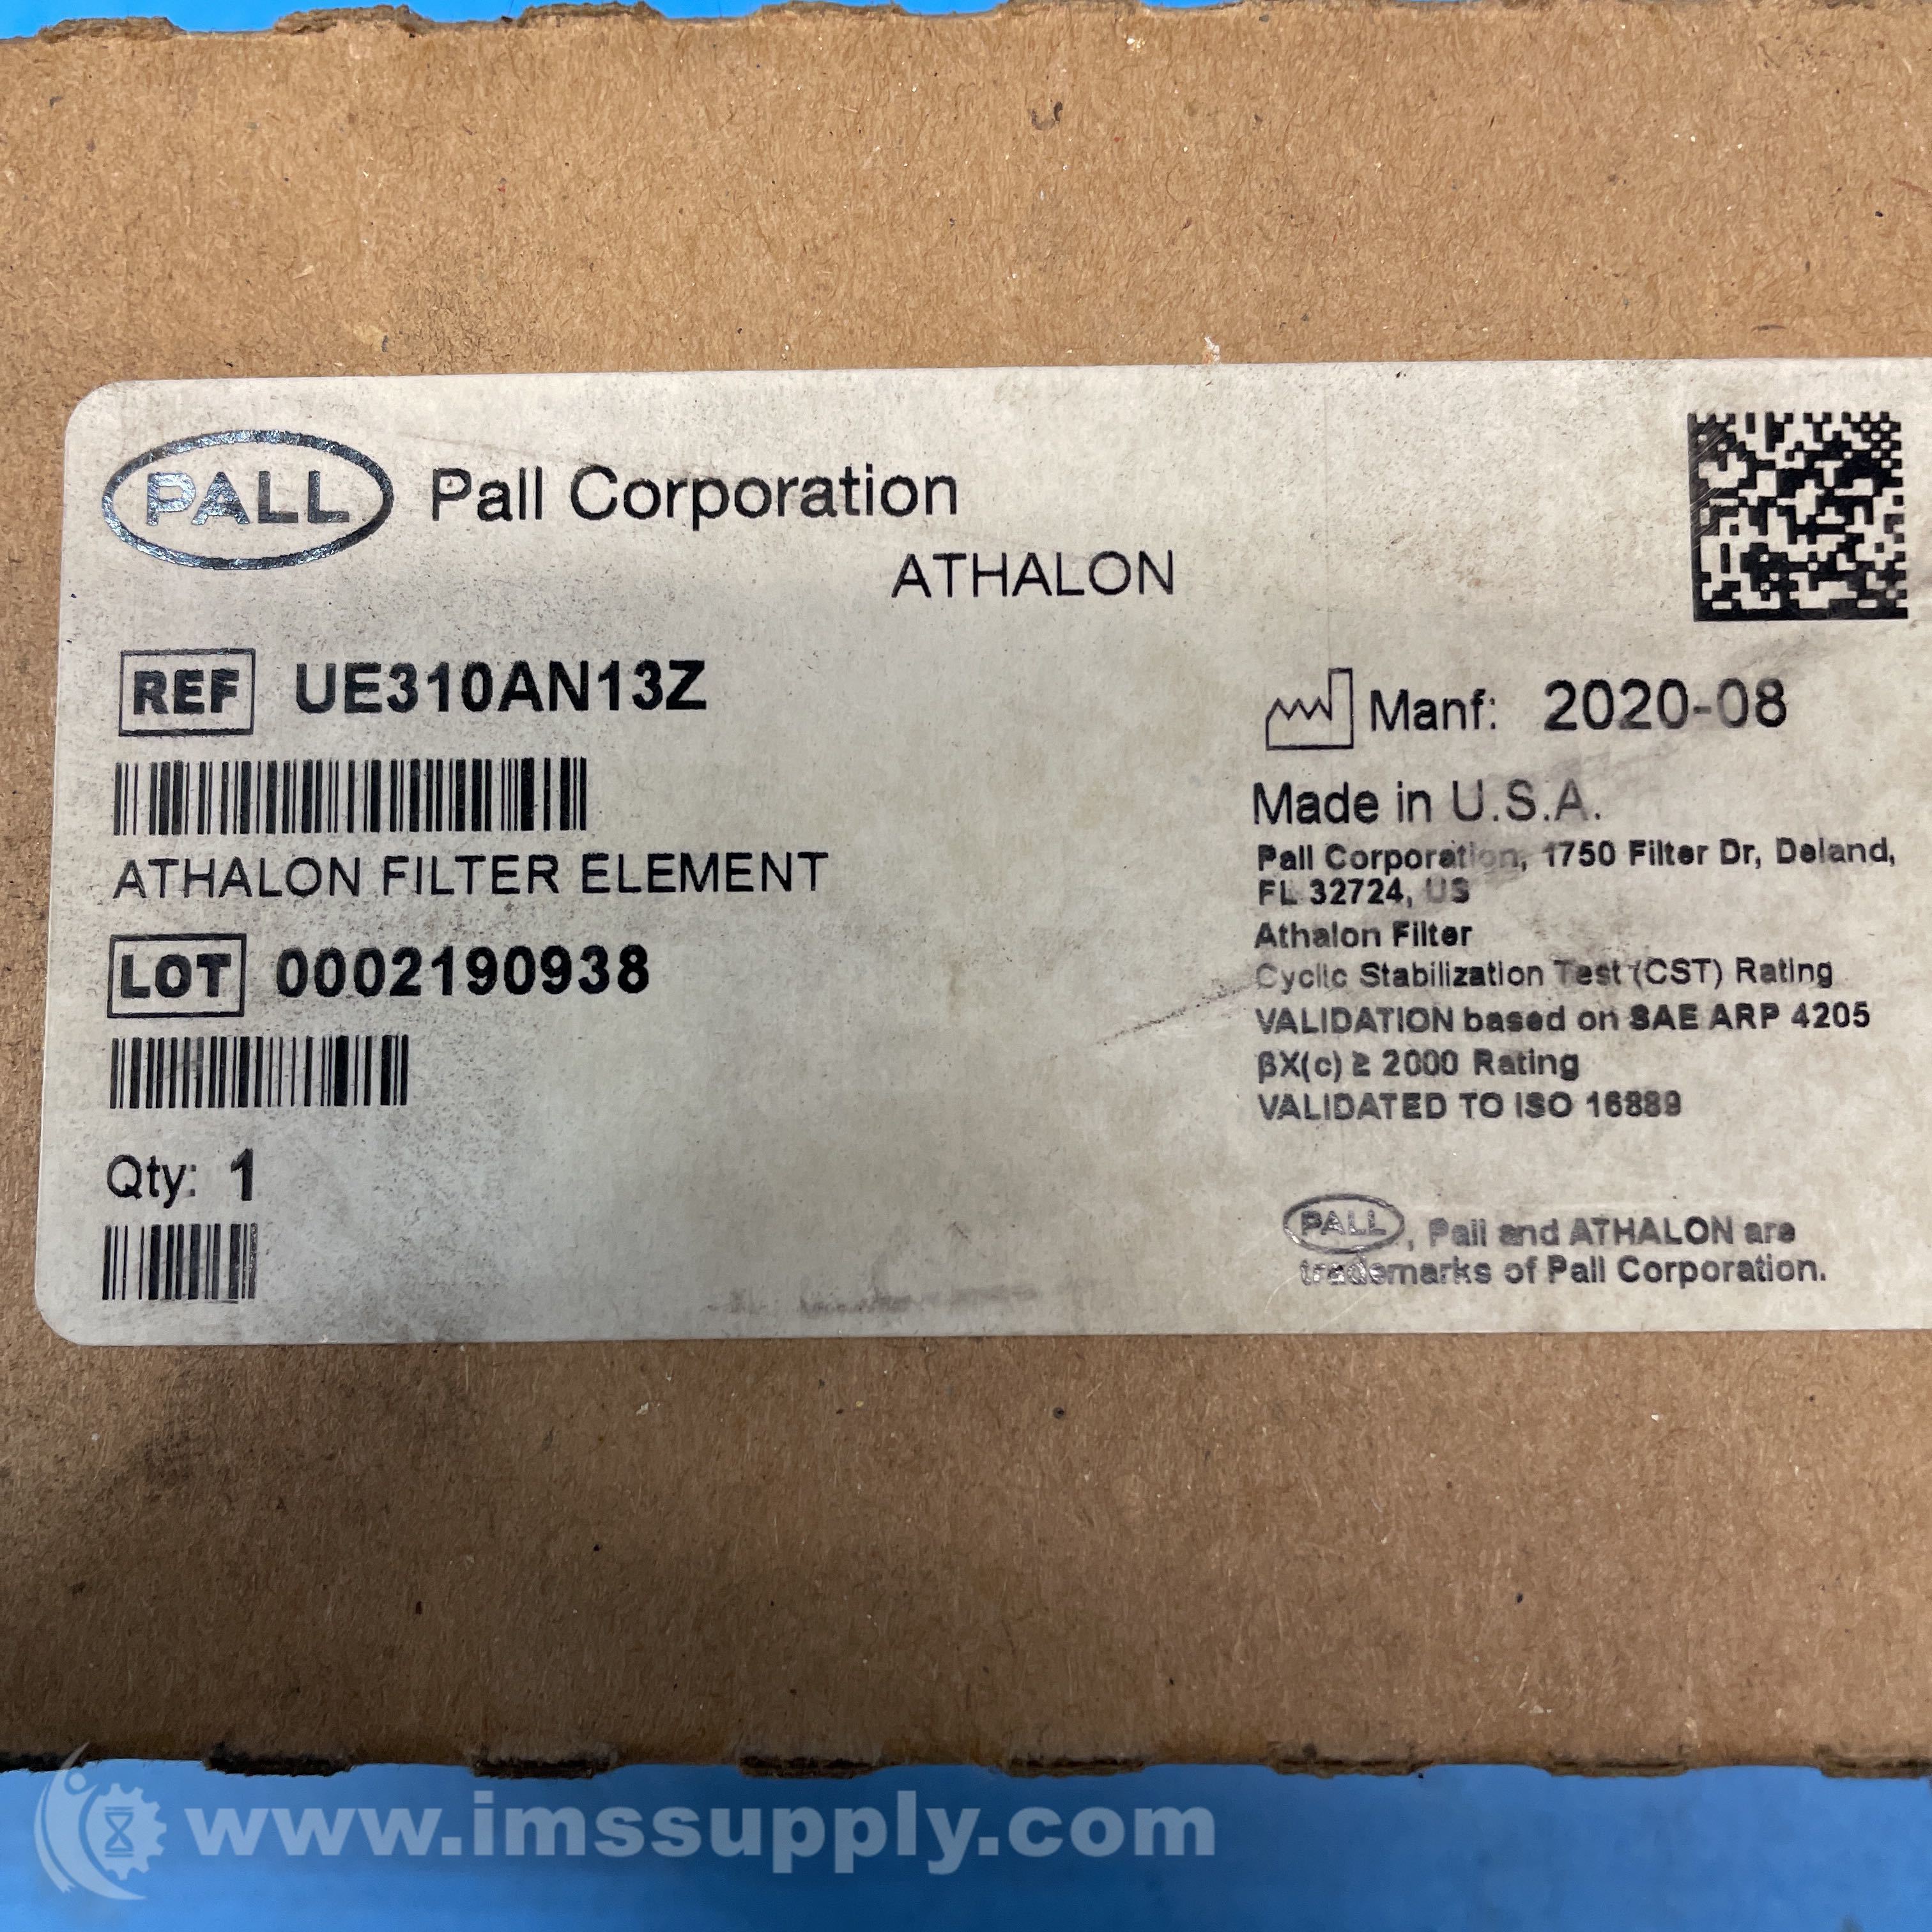 PALL Pall Corporation
ATHALON
REF UE310AN13Z
ATHALON FILTER ELEMENT
LOT 0002190938
Qty: 1
Manf: 2020-08
Made in U.S.A.
Pall Corporation, 1750 Filter Dr, Deland,
FL 32724, US
Athalon Filter
Cyclic Stabilization Test (CST) Rating
VALIDATION based on SAE ARP 4205
βX(c) ≥ 2000 Rating
VALIDATED TO ISO 16889
PALL, Pall and ATHALON are
trademarks of Pall Corporation.
www.imssupply.com